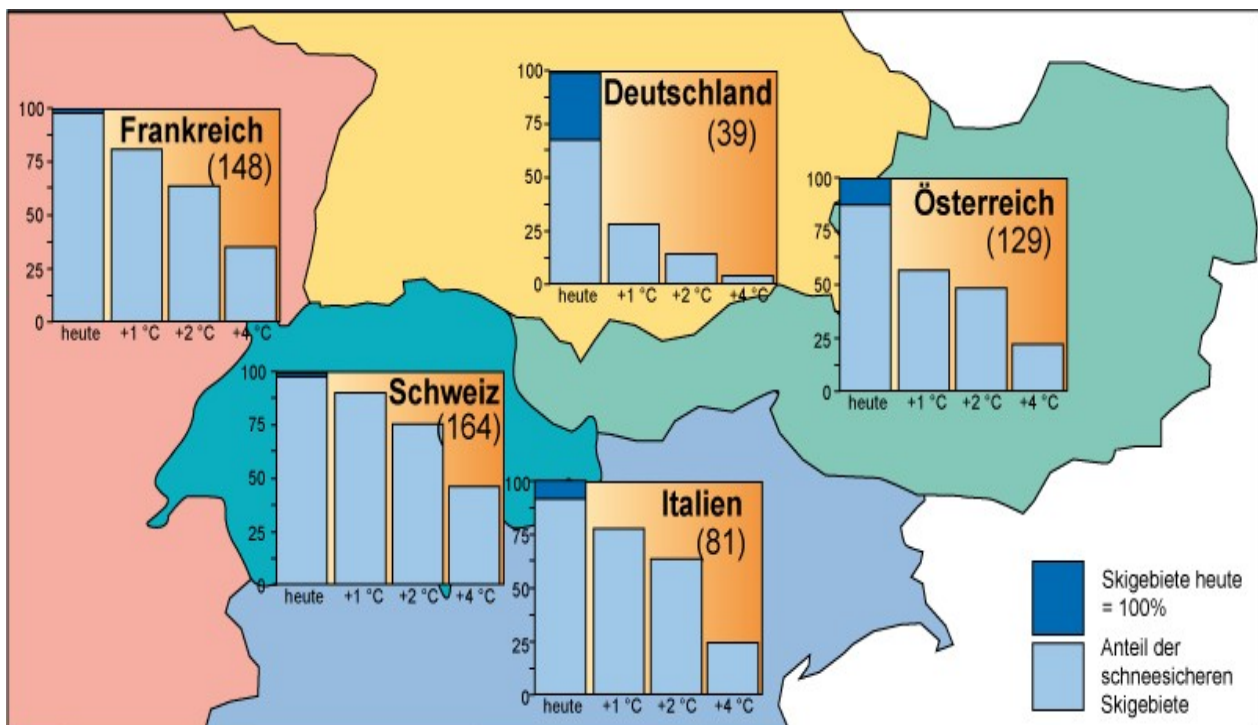 Frankreich
(148)
100
75
50
25
0
heute +1 °C +2 °C +4 °C
Deutschland
(39)
100
75
50
25
0
heute +1 °C +2 °C +4 °C
Österreich
(129)
100
75
50
25
0
heute +1 °C +2 °C +4 °C
Schweiz
(164)
100
75
50
25
0
heute +1 °C +2 °C +4 °C
Italien
(81)
100
75
50
25
0
heute +1 °C +2 °C +4 °C
Skigebiete heute
= 100%
Anteil der
schneesicheren
Skigebiete